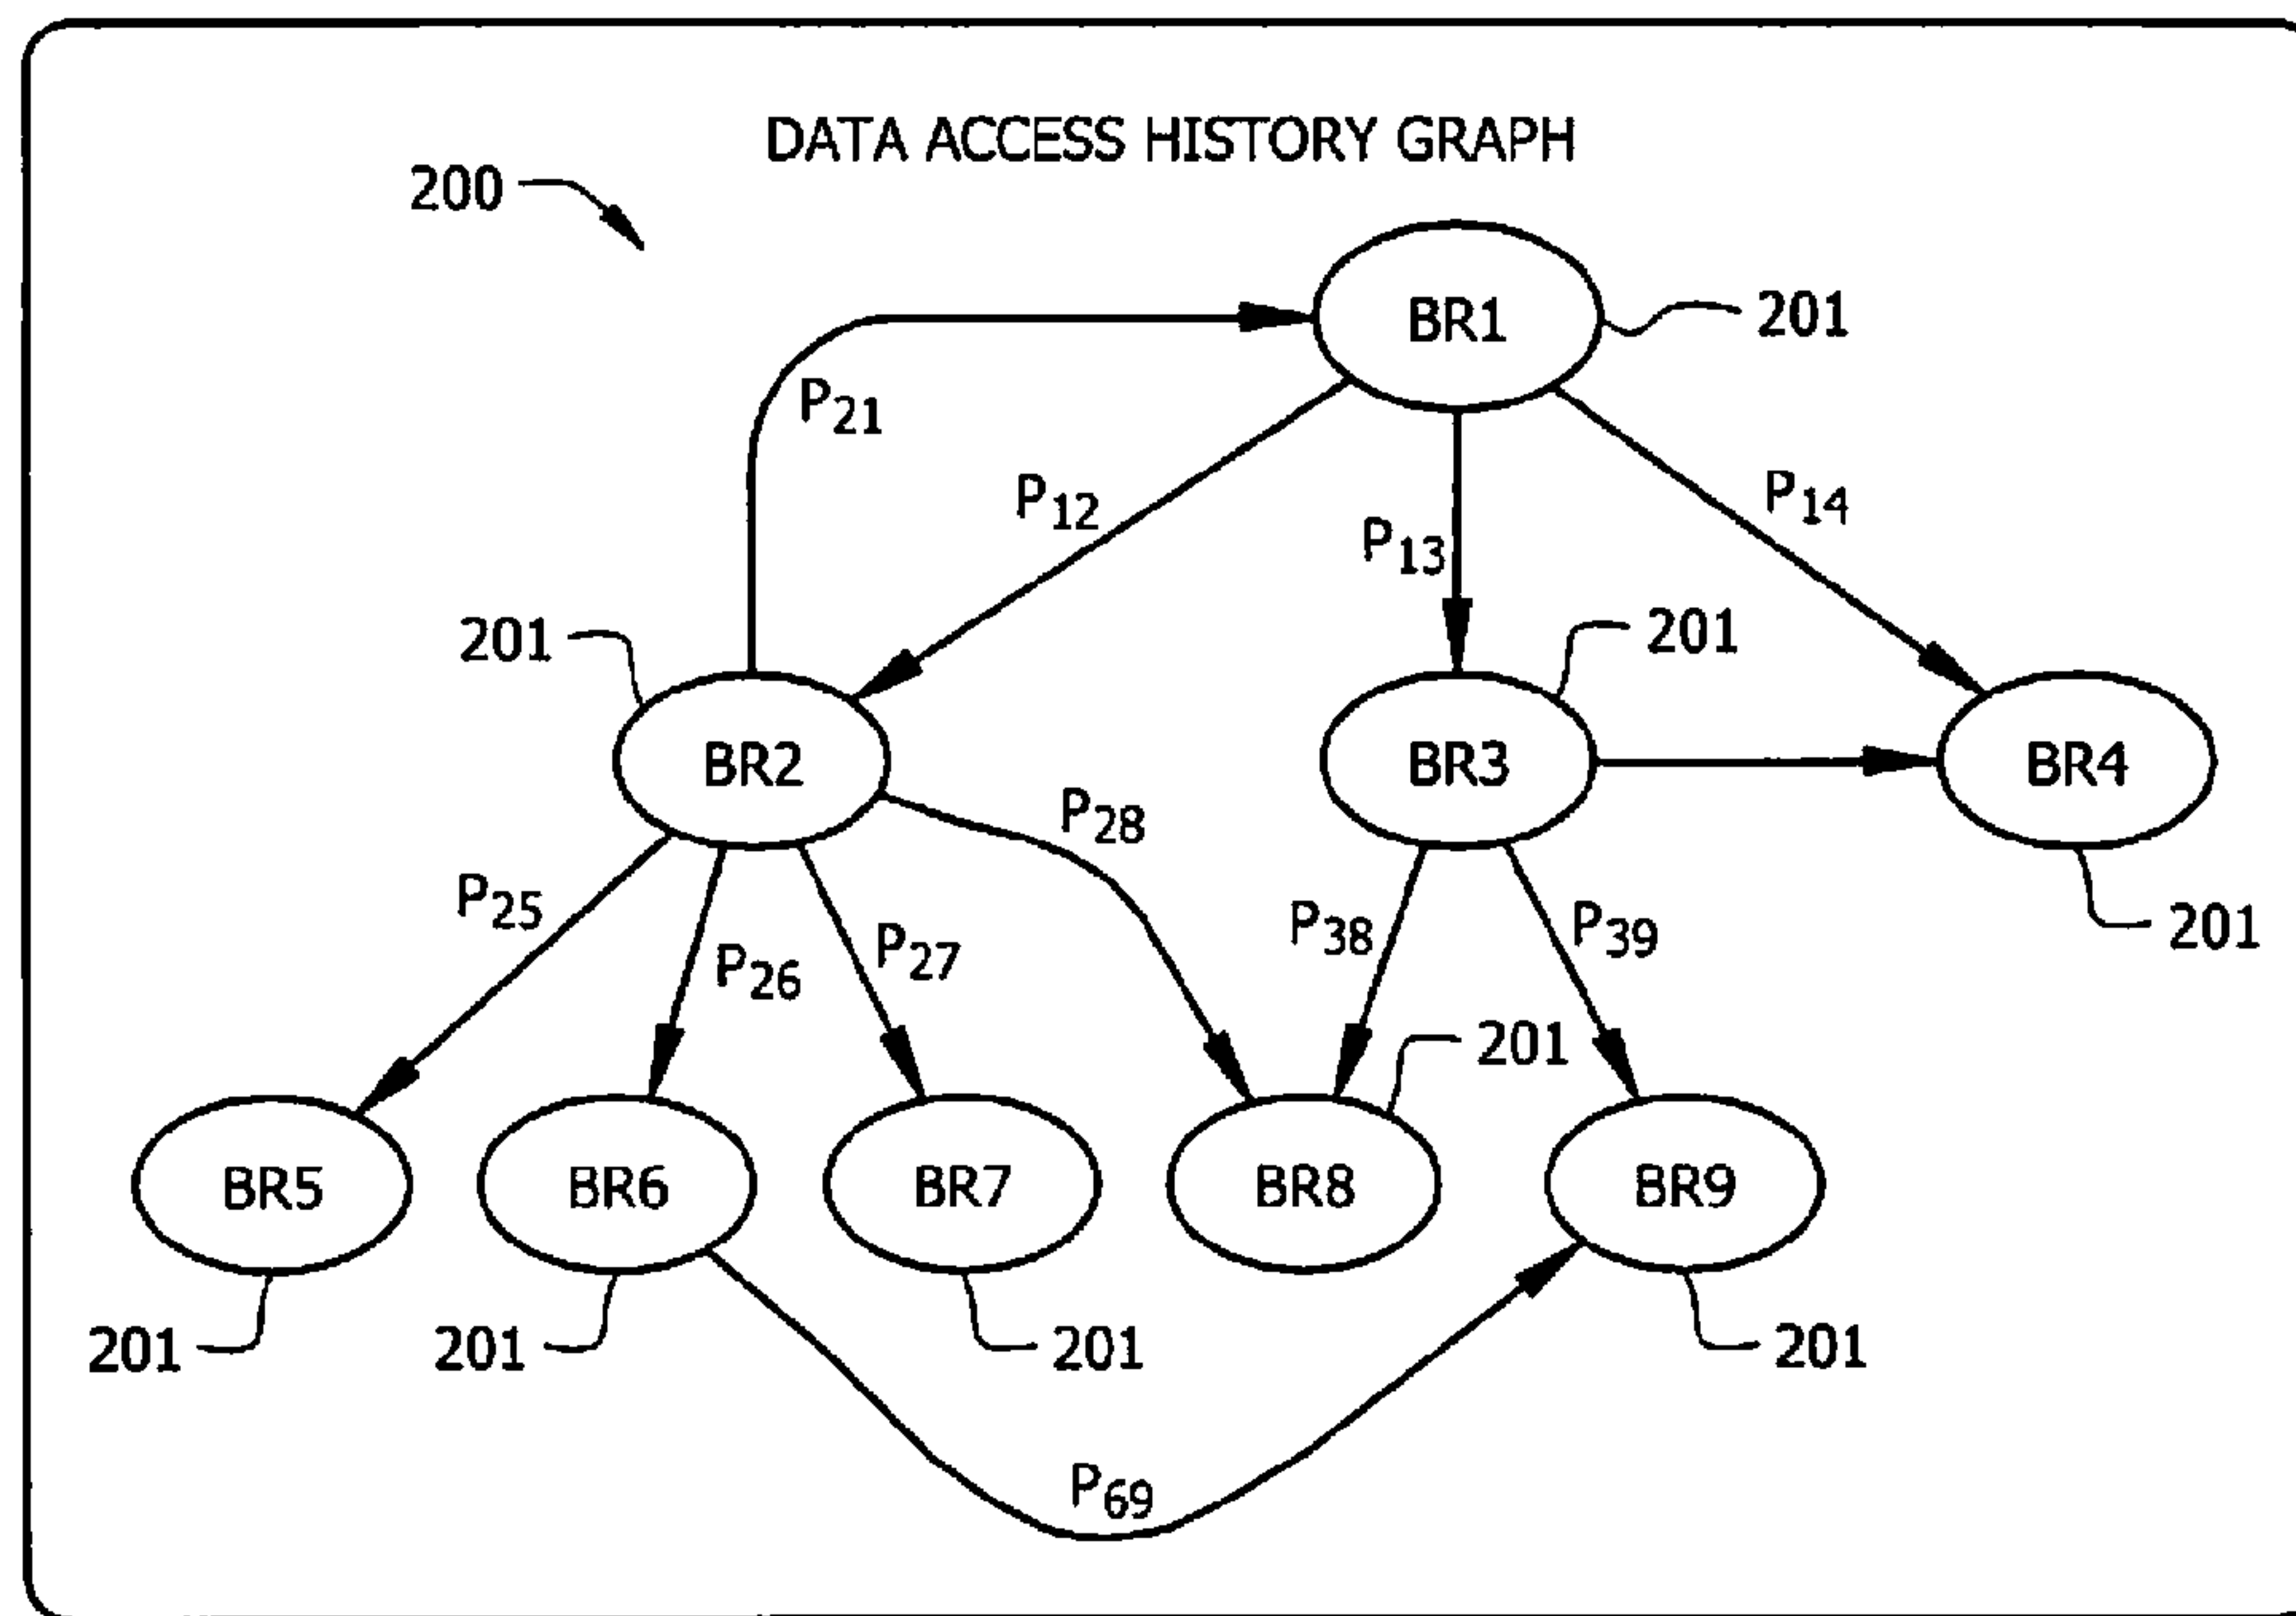 DATA ACCESS HISTORY GRAPH
200
BR1
201
P21
P12
P13
P14
201
201
BR2
BR3
BR4
P28
P25
P26
P27
P38
P39
201
201
BR5
BR6
BR7
BR8
BR9
201
201
201
201
P69